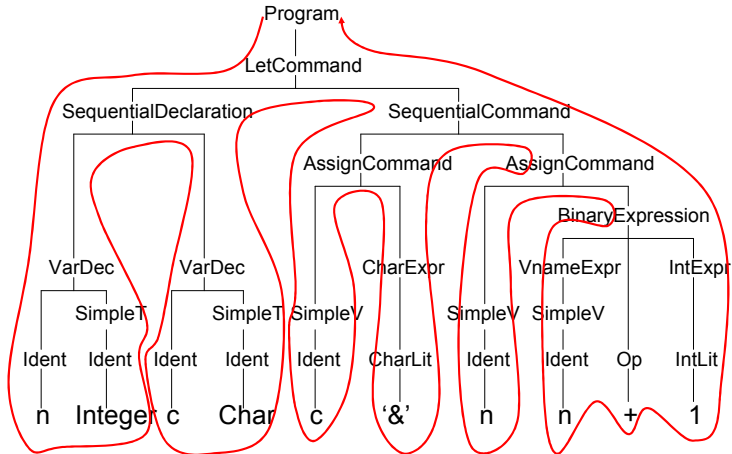 Program
LetCommand
SequentialDeclaration SequentialCommand
AssignCommand AssignCommand
BinaryExpression
VarDec VarDec CharExpr VnameExpr IntExpr
SimpleT SimpleT SimpleV SimpleV SimpleV
Ident Ident Ident Ident Ident CharLit Ident Ident Op IntLit
n Integer c Char c ‘&’ n n + 1